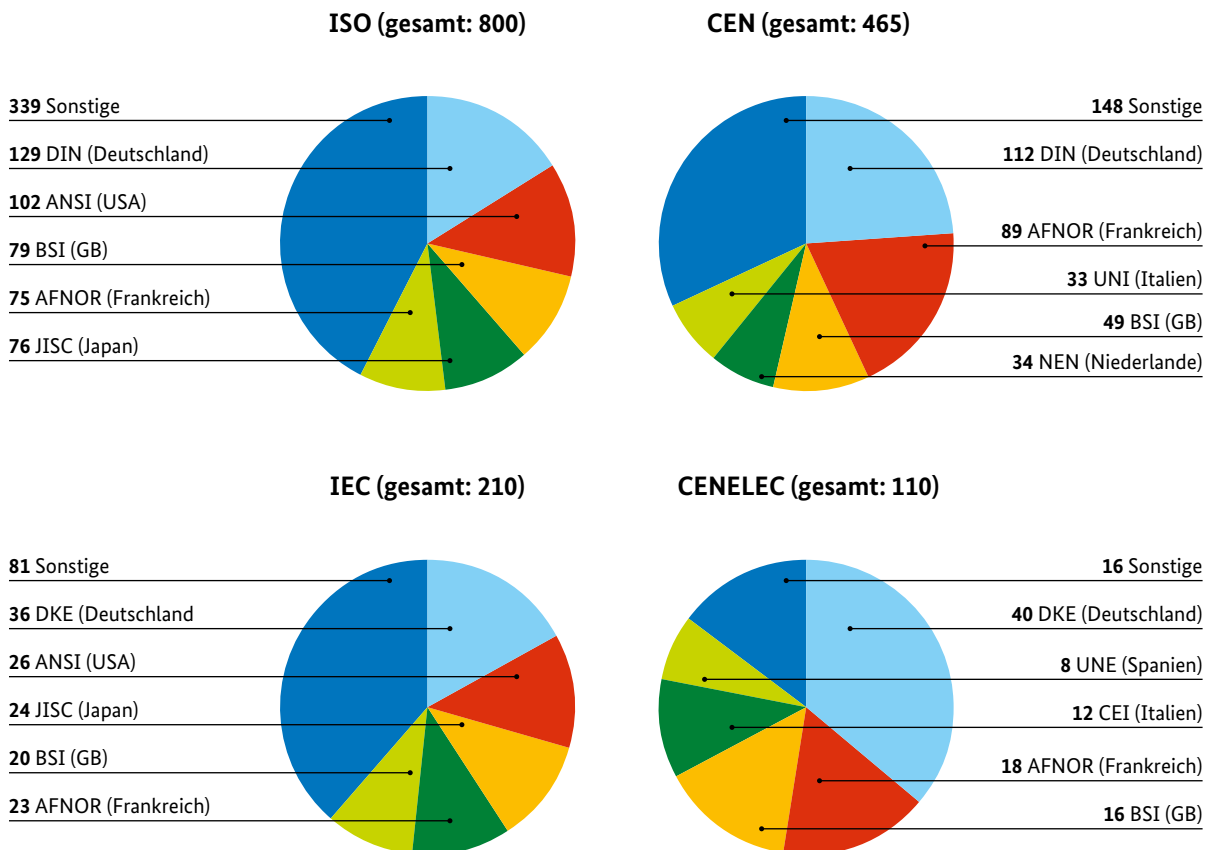 ISO (gesamt: 800)
339 Sonstige
129 DIN (Deutschland)
102 ANSI (USA)
79 BSI (GB)
75 AFNOR (Frankreich)
76 JISC (Japan)
CEN (gesamt: 465)
148 Sonstige
112 DIN (Deutschland)
89 AFNOR (Frankreich)
33 UNI (Italien)
49 BSI (GB)
34 NEN (Niederlande)
IEC (gesamt: 210)
81 Sonstige
36 DKE (Deutschland
26 ANSI (USA)
24 JISC (Japan)
20 BSI (GB)
23 AFNOR (Frankreich)
CENELEC (gesamt: 110)
16 Sonstige
40 DKE (Deutschland)
8 UNE (Spanien)
12 CEI (Italien)
18 AFNOR (Frankreich)
16 BSI (GB)